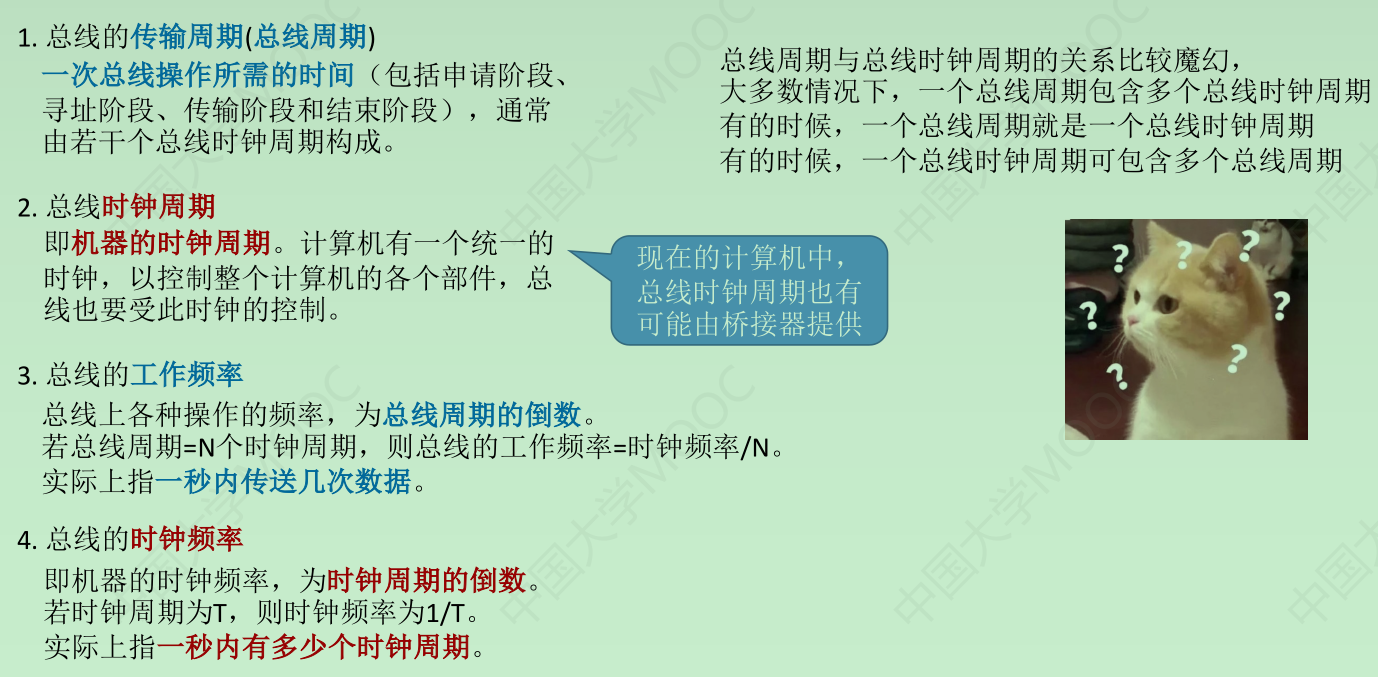 1. 总线的传输周期(总线周期)
一次总线操作所需的时间（包括申请阶段、
寻址阶段、传输阶段和结束阶段），通常
由若干个总线时钟周期构成。
总线周期与总线时钟周期的关系比较魔幻，
大多数情况下，一个总线周期包含多个总线时钟周期
有的时候，一个总线周期就是一个总线时钟周期
有的时候，一个总线时钟周期可包含多个总线周期
2. 总线时钟周期
即机器的时钟周期。计算机有一个统一的
时钟，以控制整个计算机的各个部件，总
线也要受此时钟的控制。
现在的计算机中，
总线时钟周期也有
可能由桥接器提供
? ? ? ? ? ? ?
3. 总线的工作频率
总线上各种操作的频率，为总线周期的倒数。
若总线周期=N个时钟周期，则总线的工作频率=时钟频率/N。
实际上指一秒内传送几次数据。
4. 总线的时钟频率
即机器的时钟频率，为时钟周期的倒数。
若时钟周期为T，则时钟频率为1/T。
实际上指一秒内有多少个时钟周期。
中国大学MOOC